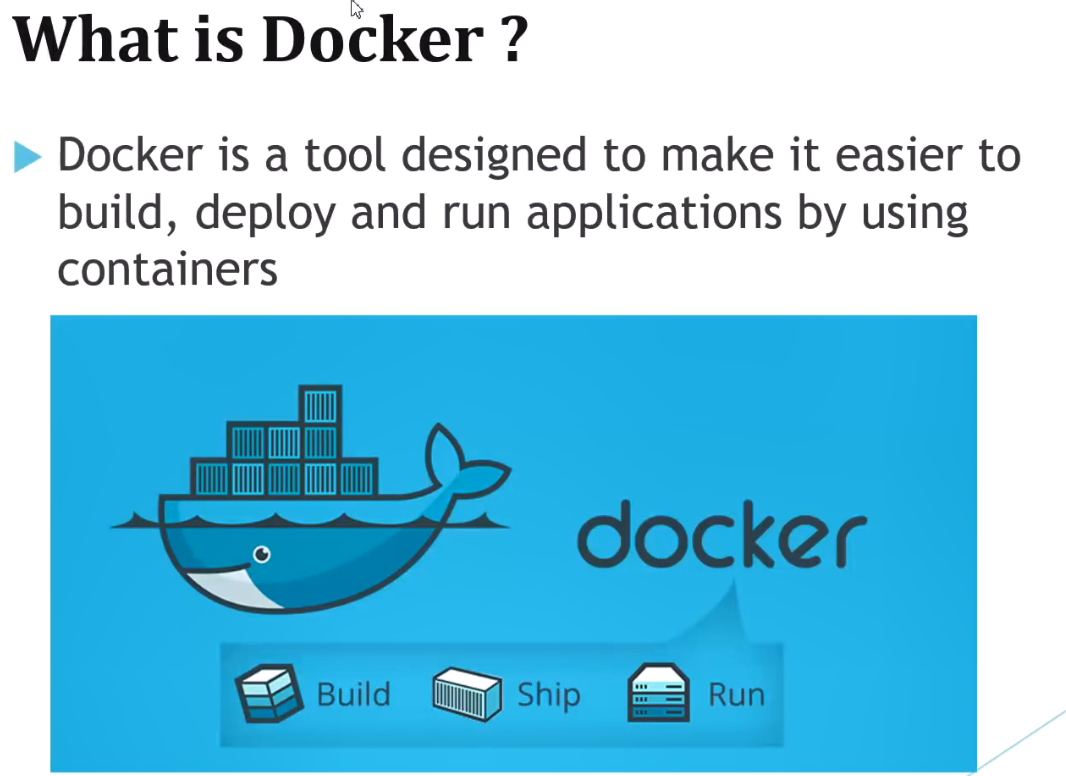 What is Docker ?
Docker is a tool designed to make it easier to
build, deploy and run applications by using
containers
docker
Build Ship Run